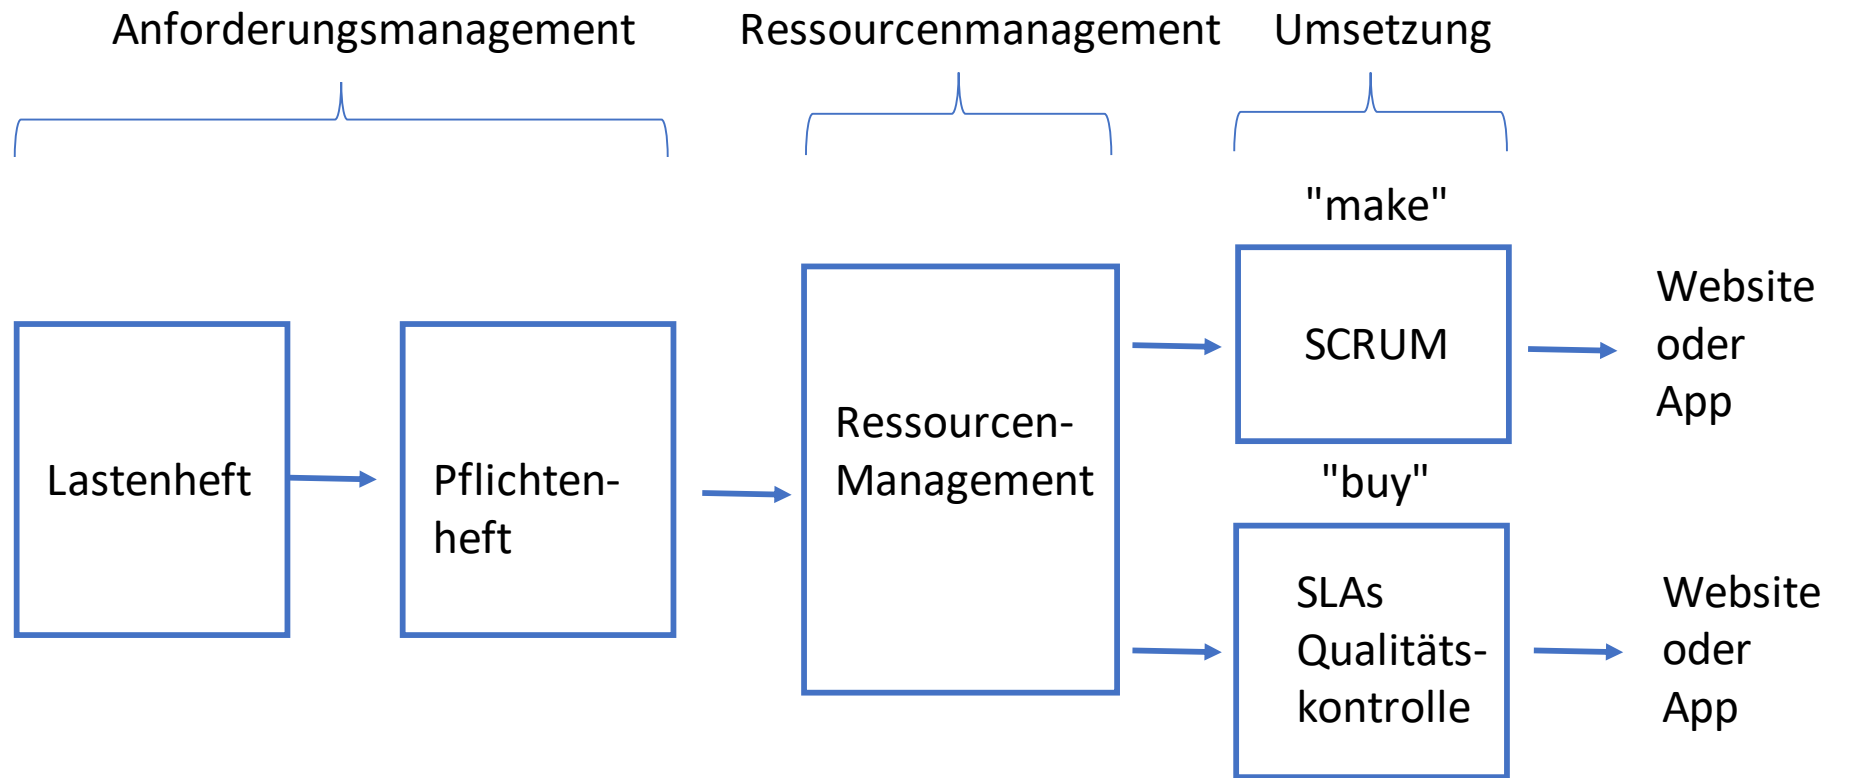 Anforderungsmanagement
Ressourcenmanagement
Umsetzung
Lastenheft
Pflichten-
heft
Ressourcen-
Management
"make"
SCRUM
Website
oder
App
"buy"
SLAs
Qualitäts-
kontrolle
Website
oder
App